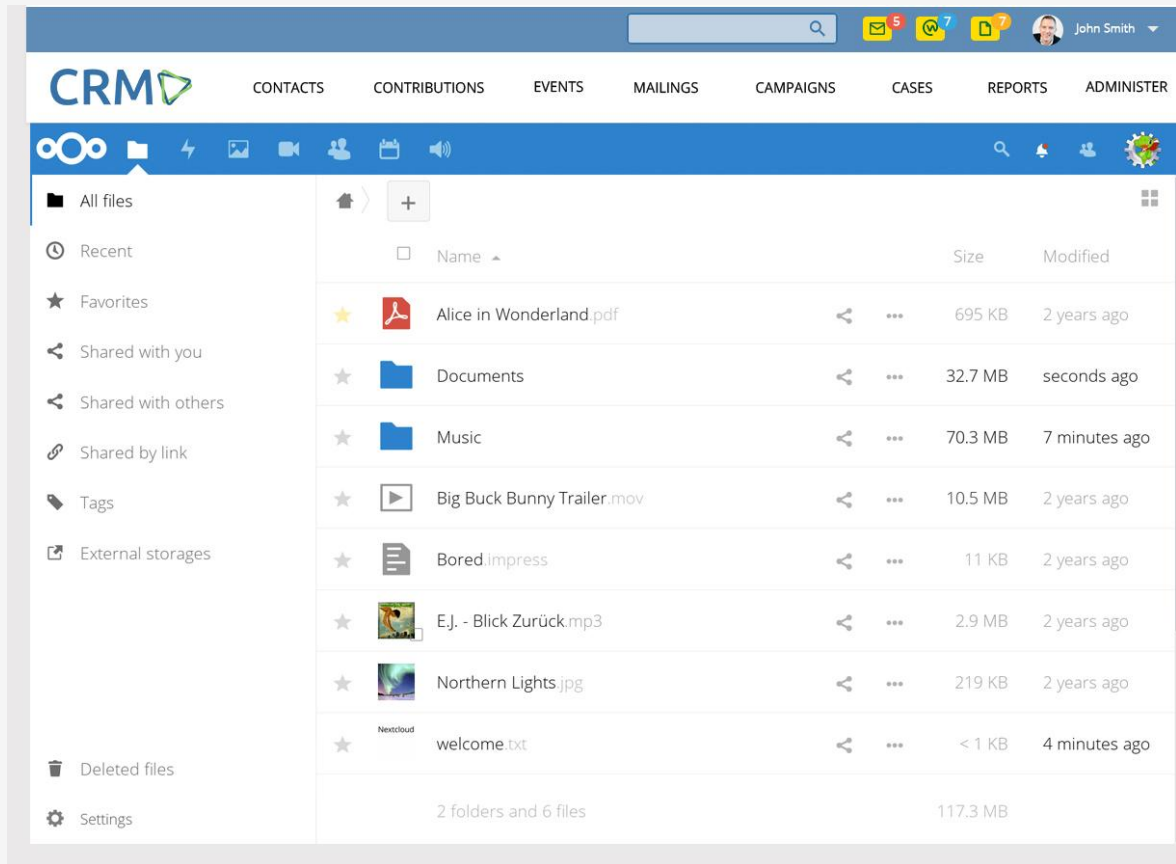 5 7 7 John Smith
CRM CONTACTS CONTRIBUTIONS EVENTS MAILINGS CAMPAIGNS CASES REPORTS ADMINISTER
All files
Recent
Favorites
Shared with you
Shared with others
Shared by link
Tags
External storages
Deleted files
Settings
+
Name Size Modified
Alice in Wonderland.pdf 695 KB 2 years ago
Documents 32.7 MB seconds ago
Music 70.3 MB 7 minutes ago
Big Buck Bunny Trailer.mov 10.5 MB 2 years ago
Bored.impress 11 KB 2 years ago
E.J. - Blick Zurück.mp3 2.9 MB 2 years ago
Northern Lights.jpg 219 KB 2 years ago
Nextcloud
welcome.txt < 1 KB 4 minutes ago
2 folders and 6 files 117.3 MB